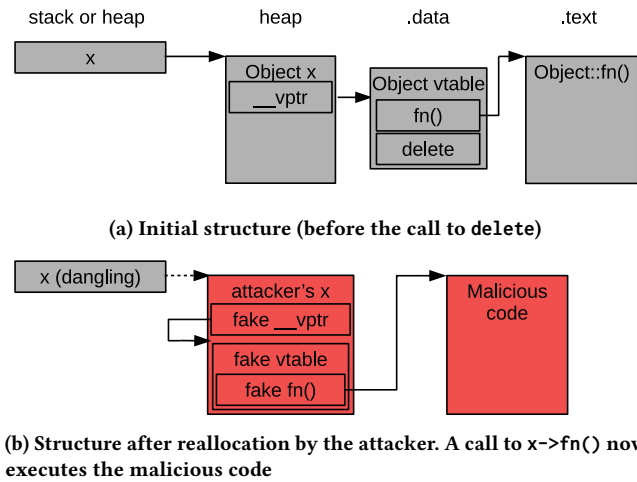 stack or heap heap .data .text
x
Object x
__vptr
Object vtable
fn()
delete
Object::fn()
(a) Initial structure (before the call to delete)
x (dangling)
attacker's x
fake __vptr
fake vtable
fake fn()
Malicious
code
(b) Structure after reallocation by the attacker. A call to x->fn() now
executes the malicious code